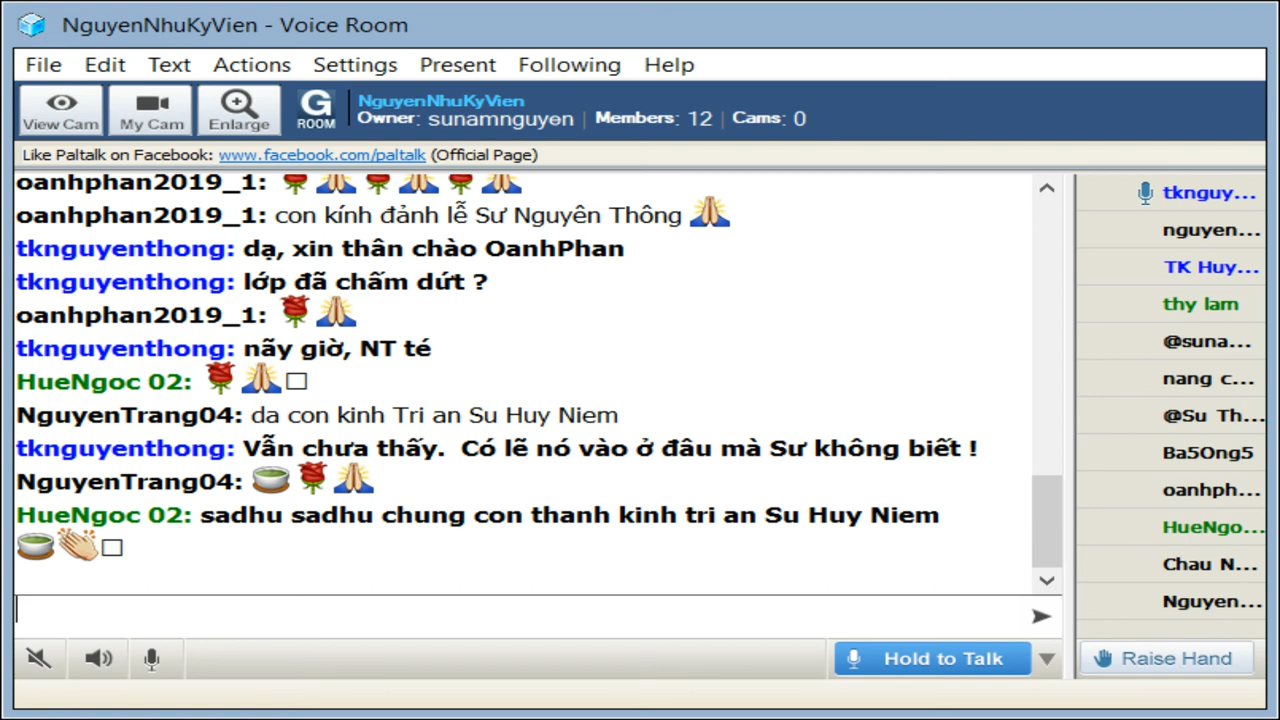 NguyenNhuKyVien - Voice Room
File Edit Text Actions Settings Present Following Help
View Cam My Cam Enlarge G ROOM
NguyenNhuKyVien
Owner: sunamnguyen | Members: 12 | Cams: 0
Like Paltalk on Facebook: www.facebook.com/paltalk (Official Page)
oanhphan2019_1: 🌹🙏🌹🙏🌹🙏
oanhphan2019_1: con kính đảnh lễ Sư Nguyên Thông 🙏
tknguyenthong: dạ, xin thân chào OanhPhan
tknguyenthong: lớp đã chấm dứt ?
oanhphan2019_1: 🌹🙏
tknguyenthong: nãy giờ, NT té
HueNgoc 02: 🌹🙏□
NguyenTrang04: da con kinh Tri an Su Huy Niem
tknguyenthong: Vẫn chưa thấy. Có lẽ nó vào ở đâu mà Sư không biết !
NguyenTrang04: 🍵🌹🙏
HueNgoc 02: sadhu sadhu chung con thanh kinh tri an Su Huy Niem
🍵👏□
tknguy...
nguyen...
TK Huy...
thy lam
@suna...
nang c...
@Su Th...
Ba5Ong5
oanhph...
HueNgo...
Chau N...
Nguyen...
Hold to Talk
Raise Hand